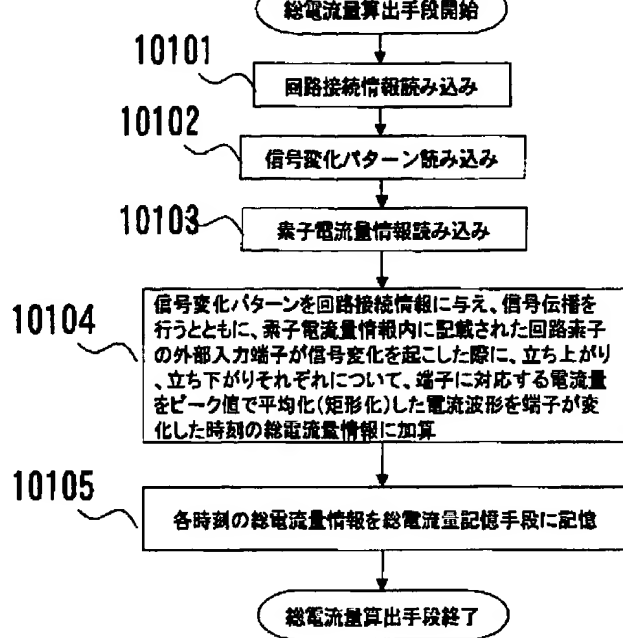 総電流量算出手段開始
10101
回路接続情報読み込み
10102
信号変化パターン読み込み
10103
素子電流量情報読み込み
10104
信号変化パターンを回路接続情報に与え、信号伝播を
行うとともに、素子電流量情報内に記載された回路素子
の外部入力端子が信号変化を起こした際に、立ち上がり
、立ち下がりそれぞれについて、端子に対応する電流量
をピーク値で平均化(矩形化)した電流波形を端子が変
化した時刻の総電流量情報に加算
10105
各時刻の総電流量情報を総電流量記憶手段に記憶
総電流量算出手段終了